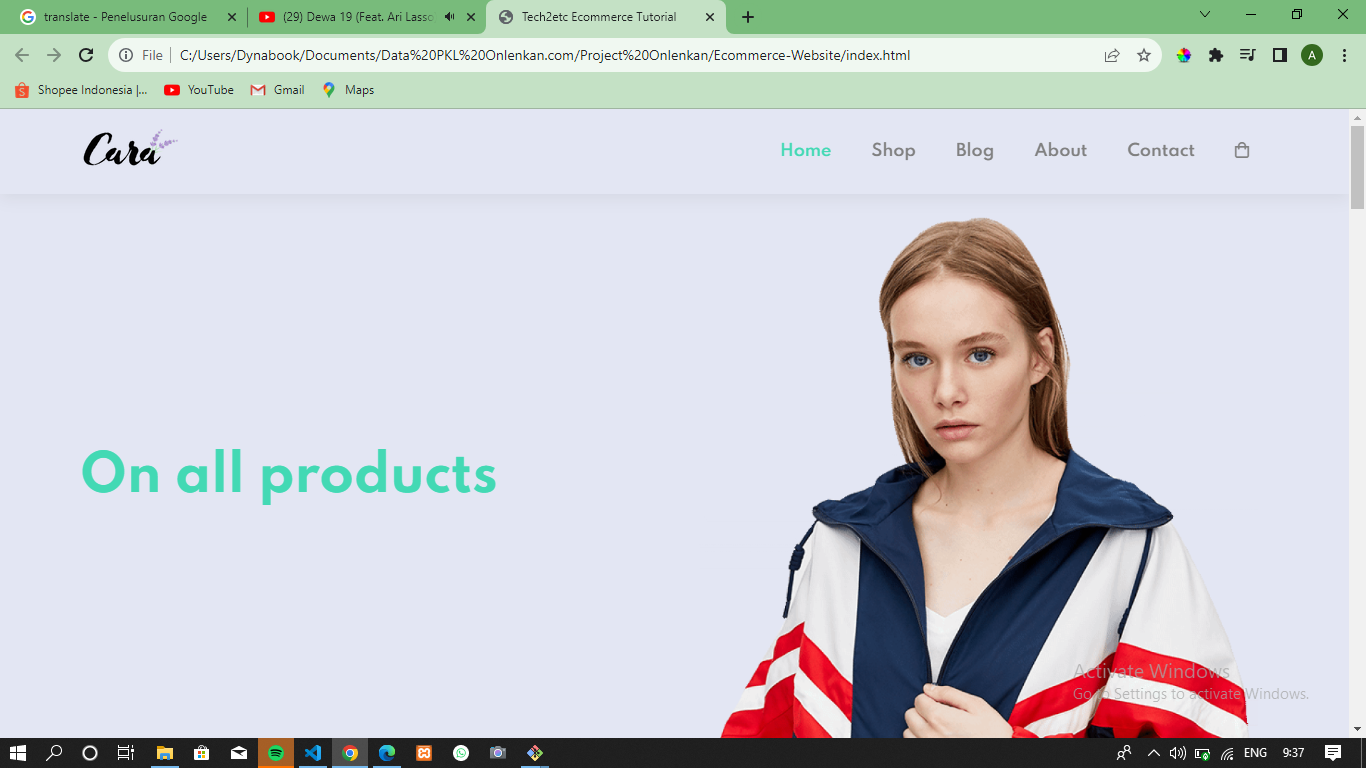 translate - Penelusuran Google
(29) Dewa 19 (Feat. Ari Lasso
Tech2etc Ecommerce Tutorial
File
C:/Users/Dynabook/Documents/Data%20PKL%20Onlenkan.com/Project%20Onlenkan/Ecommerce-Website/index.html
A
Shopee Indonesia |...
YouTube
Gmail
Maps
Cara
Home
Shop
Blog
About
Contact
On all products
Activate Windows
Go to Settings to activate Windows.
ENG
9:37